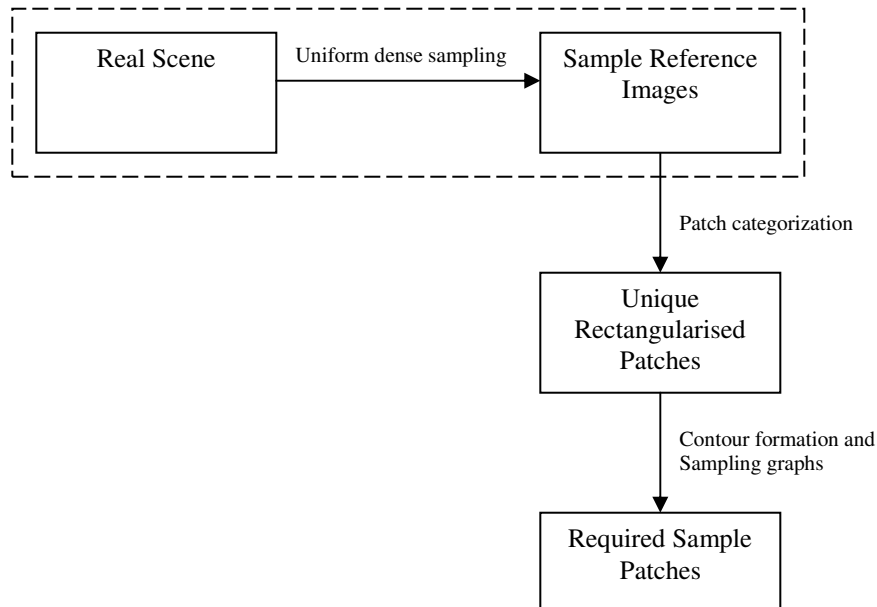 Real Scene
Uniform dense sampling
Sample Reference
Images
Patch categorization
Unique
Rectangularised
Patches
Contour formation and
Sampling graphs
Required Sample
Patches